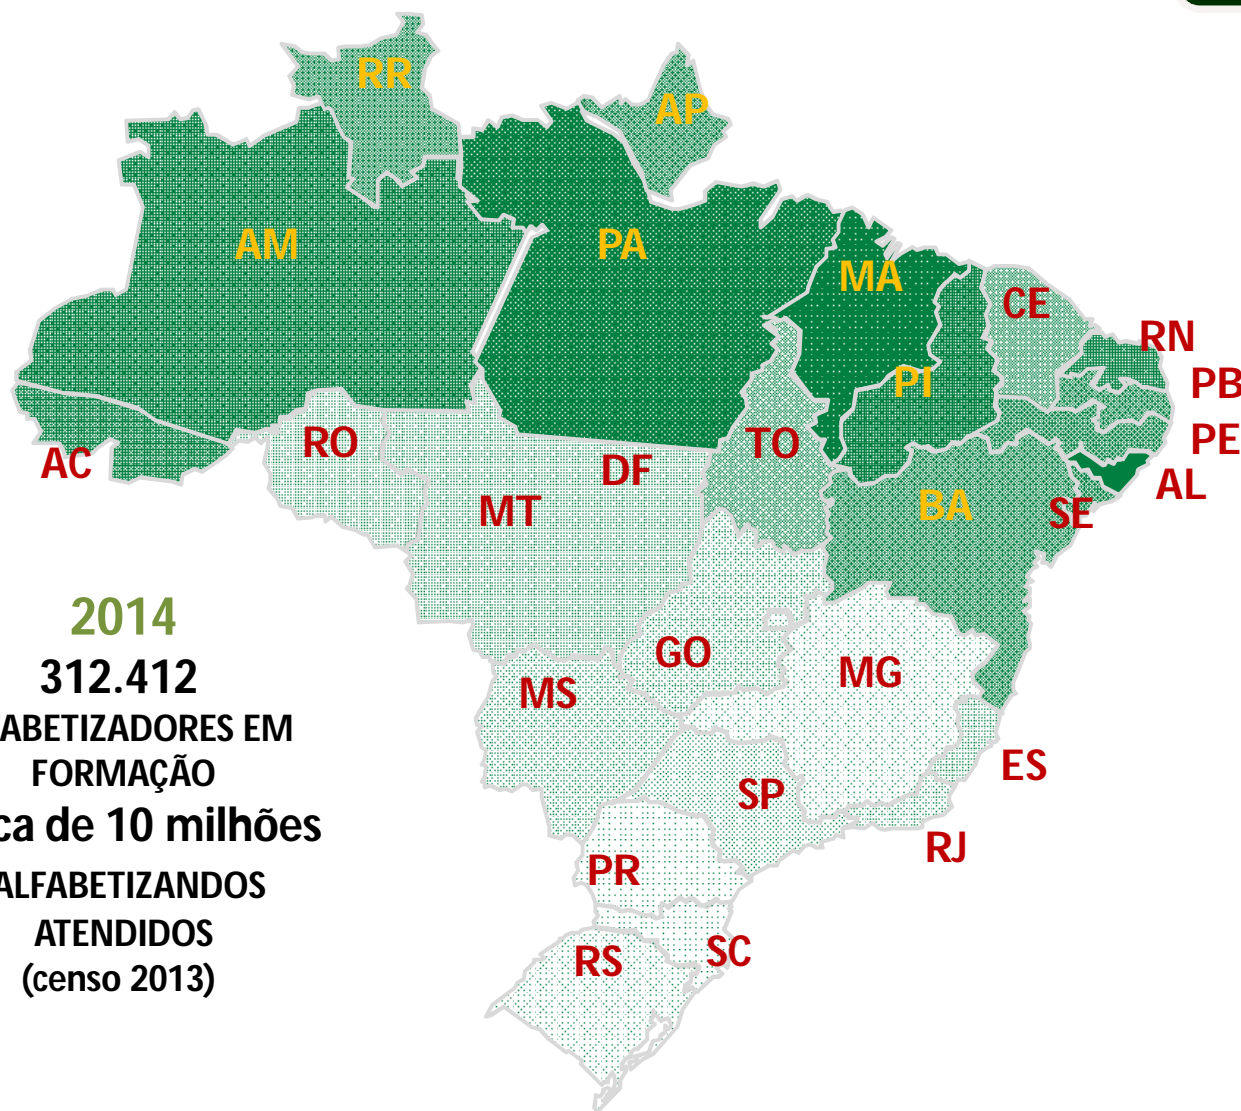 RR
AP
AM
PA
MA
CE
RN
PI
PB
PE
AC
RO
TO
DF
AL
MT
BA
SE
2014
312.412
ABETIZADORES EM
FORMAÇÃO
ca de 10 milhões
ALFABETIZANDOS
ATENDIDOS
(censo 2013)
GO
MG
MS
ES
SP
RJ
PR
SC
RS